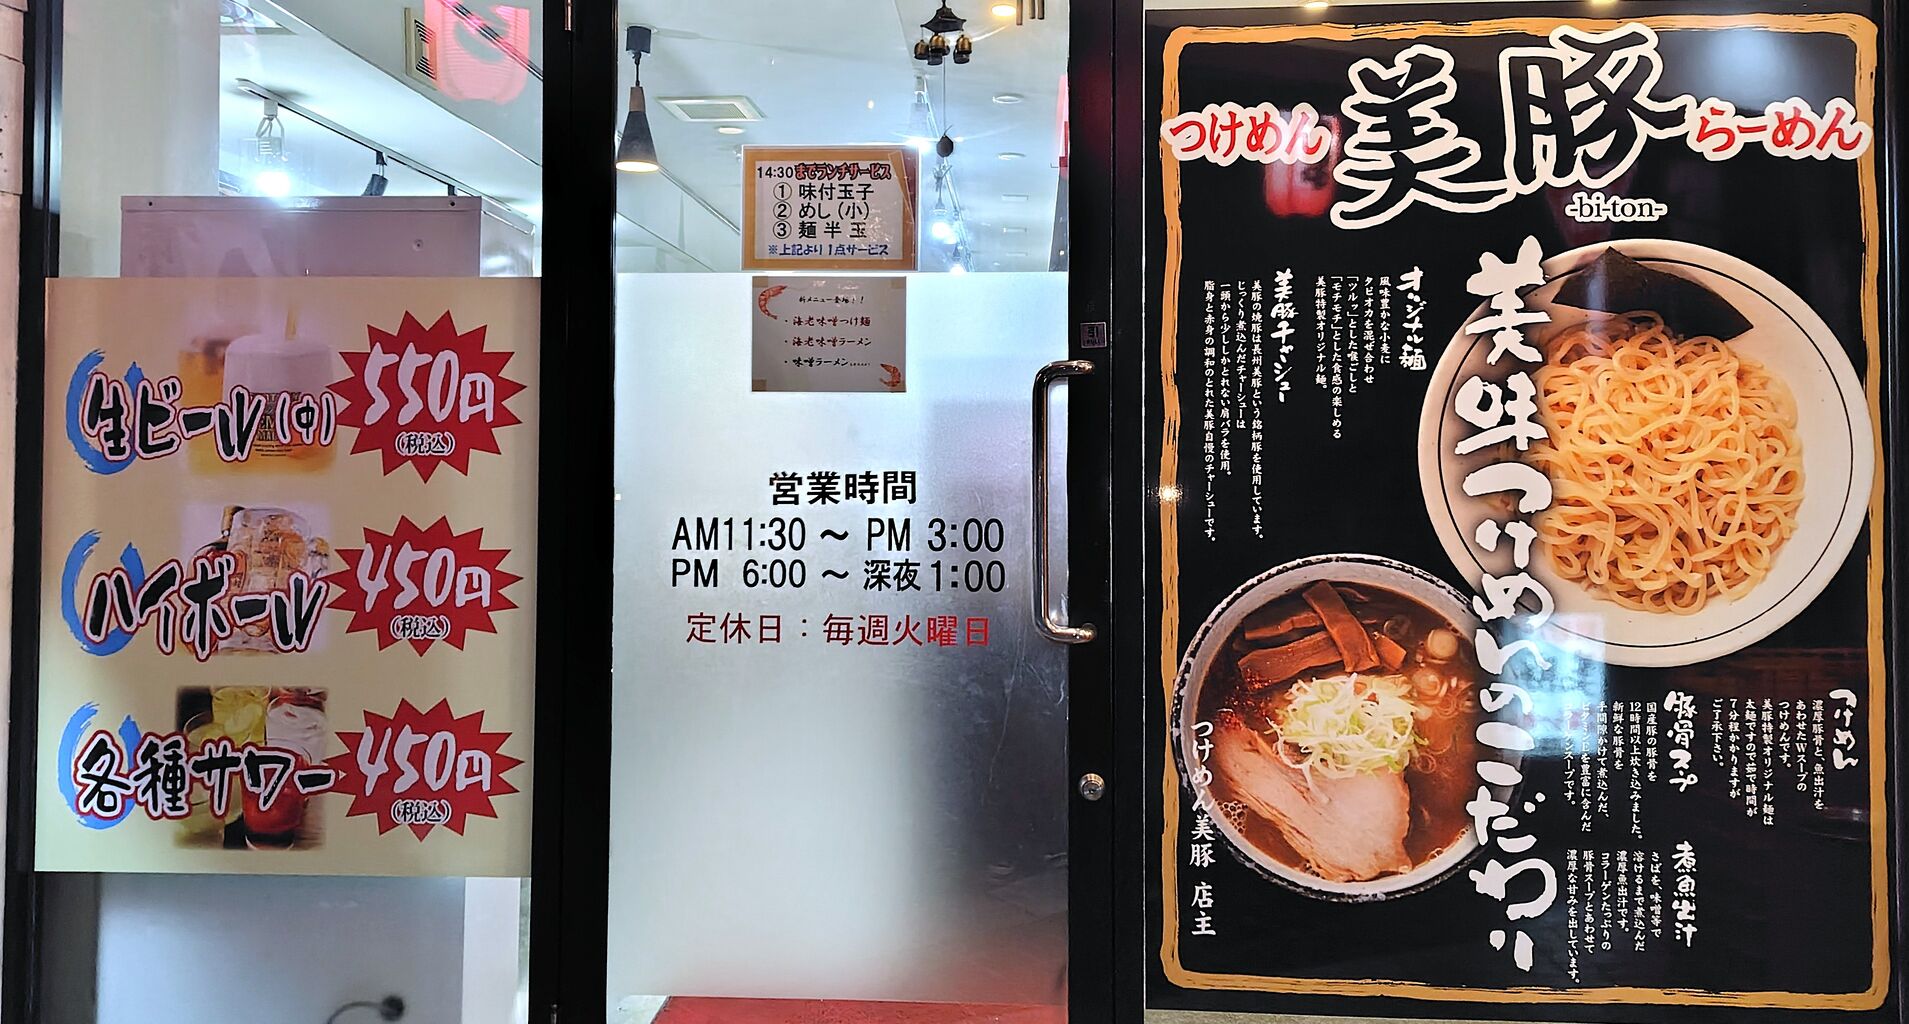 生ビール(中)
550円
(税込)
ハイボール
450円
(税込)
各種サワー
450円
(税込)
14:30までランチサービス
① 味付玉子
② めし(小)
③ 麺半玉
※上記より1点サービス
新メニュー登場!!
・海老味噌つけ麺
・海老味噌ラーメン
・味噌ラーメン
営業時間
AM11:30 ~ PM 3:00
PM 6:00 ~ 深夜1:00
定休日:毎週火曜日
つけめん
美豚
らーめん
-bi-ton-
美味つけめんのこだわり
オリジナル麺
風味豊かな小麦に
タピオカを混ぜ合わせ
「ツルッ」とした喉ごしと
「モチモチ」とした食感の楽しめる
美豚特製オリジナル麺。
美豚チャーシュー
美豚の焼豚は長州美豚という銘柄豚を使用しています。
じっくり煮込んだチャーシューは
一頭から少ししかとれない肩バラを使用。
脂身と赤身の調和のとれた美豚自慢のチャーシューです。
つけめん
濃厚豚骨と、魚出汁を
あわせたWスープの
つけめんです。
美豚特製オリジナル麺は
太麺ですので茹で時間が
7分程かかりますが
ご了承下さい。
豚骨スープ
国産豚の豚骨を
12時間以上炊き込みました。
新鮮な豚骨を
手間隙かけて煮込んだ、
ビタミンEを豊富に含んだ
コラーゲンスープです。
煮魚出汁
さばを、味噌等で
溶けるまで煮込んだ
濃厚魚出汁です。
コラーゲンたっぷりの
豚骨スープとあわせて
濃厚な甘みを出しています。
つけめん美豚 店主